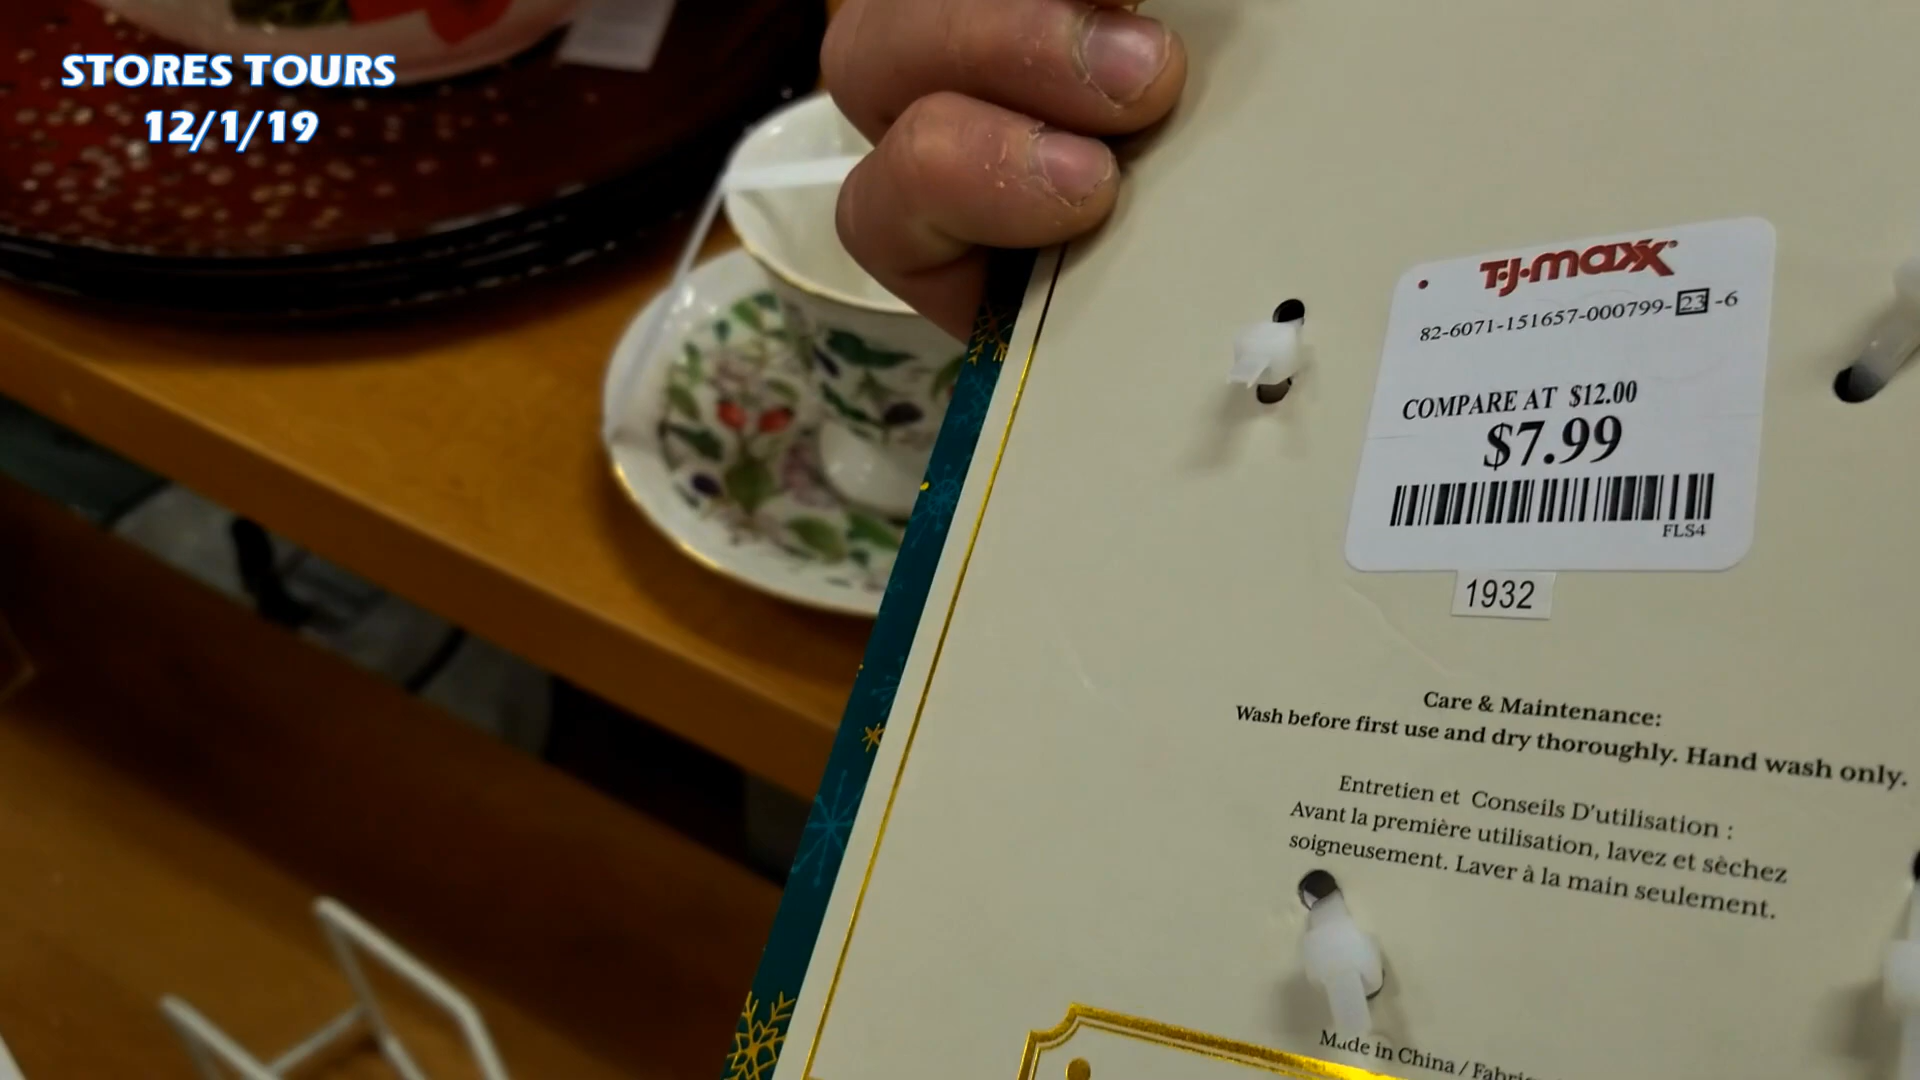 STORES TOURS
12/1/19
T·J·maxx
82-6071-151657-000799-23-6
COMPARE AT $12.00
$7.99
FLS4
1932
Care & Maintenance:
Wash before first use and dry thoroughly. Hand wash only.
Entretien et Conseils D'utilisation :
Avant la première utilisation, lavez et sèchez
soigneusement. Laver à la main seulement.
Made in China /